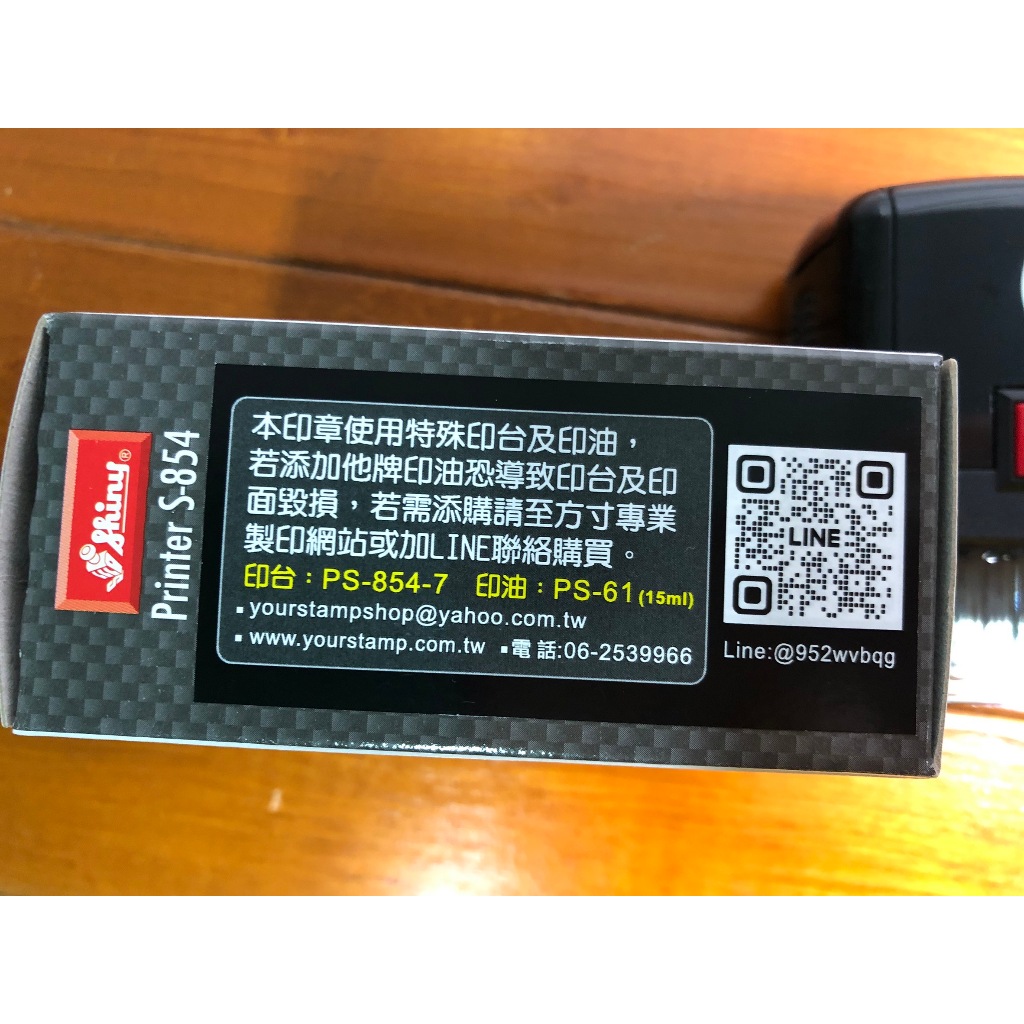 Shiny®
Printer S-854
本印章使用特殊印台及印油，
若添加他牌印油恐導致印台及印
面毀損，若需添購請至方寸專業
製印網站或加LINE聯絡購買。
印台：PS-854-7 印油：PS-61 (15ml)
▪ yourstampshop@yahoo.com.tw
▪ www.yourstamp.com.tw ▪電話:06-2539966
LINE
Line:@952wvbqg